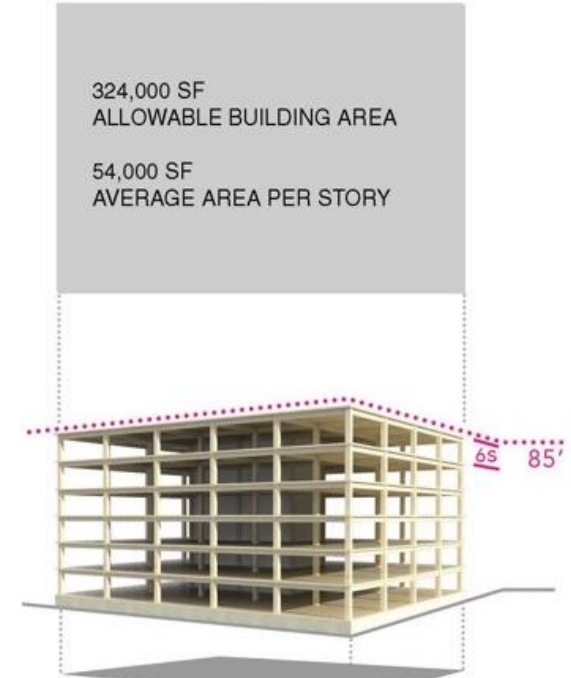 324,000 SF
ALLOWABLE BUILDING AREA
54,000 SF
AVERAGE AREA PER STORY
6s
85'